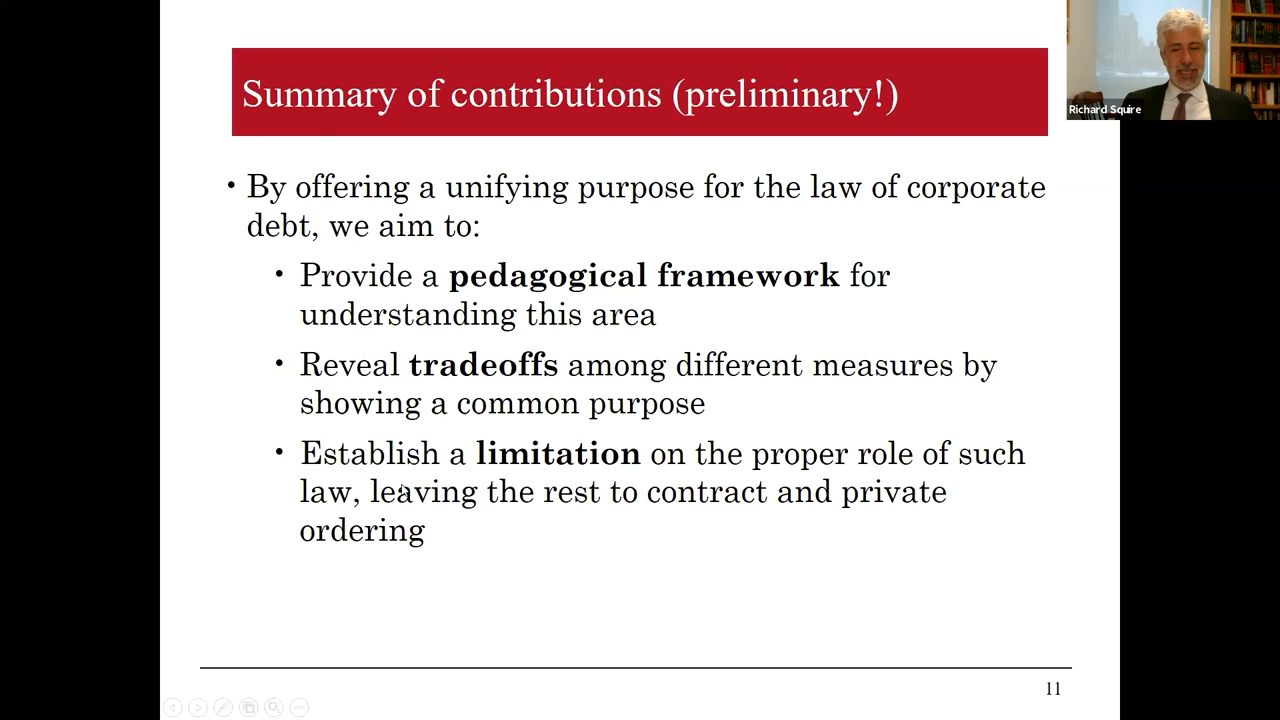 Summary of contributions (preliminary!)
Richard Squire
• By offering a unifying purpose for the law of corporate
debt, we aim to:
• Provide a pedagogical framework for
understanding this area
• Reveal tradeoffs among different measures by
showing a common purpose
• Establish a limitation on the proper role of such
law, leaving the rest to contract and private
ordering
11